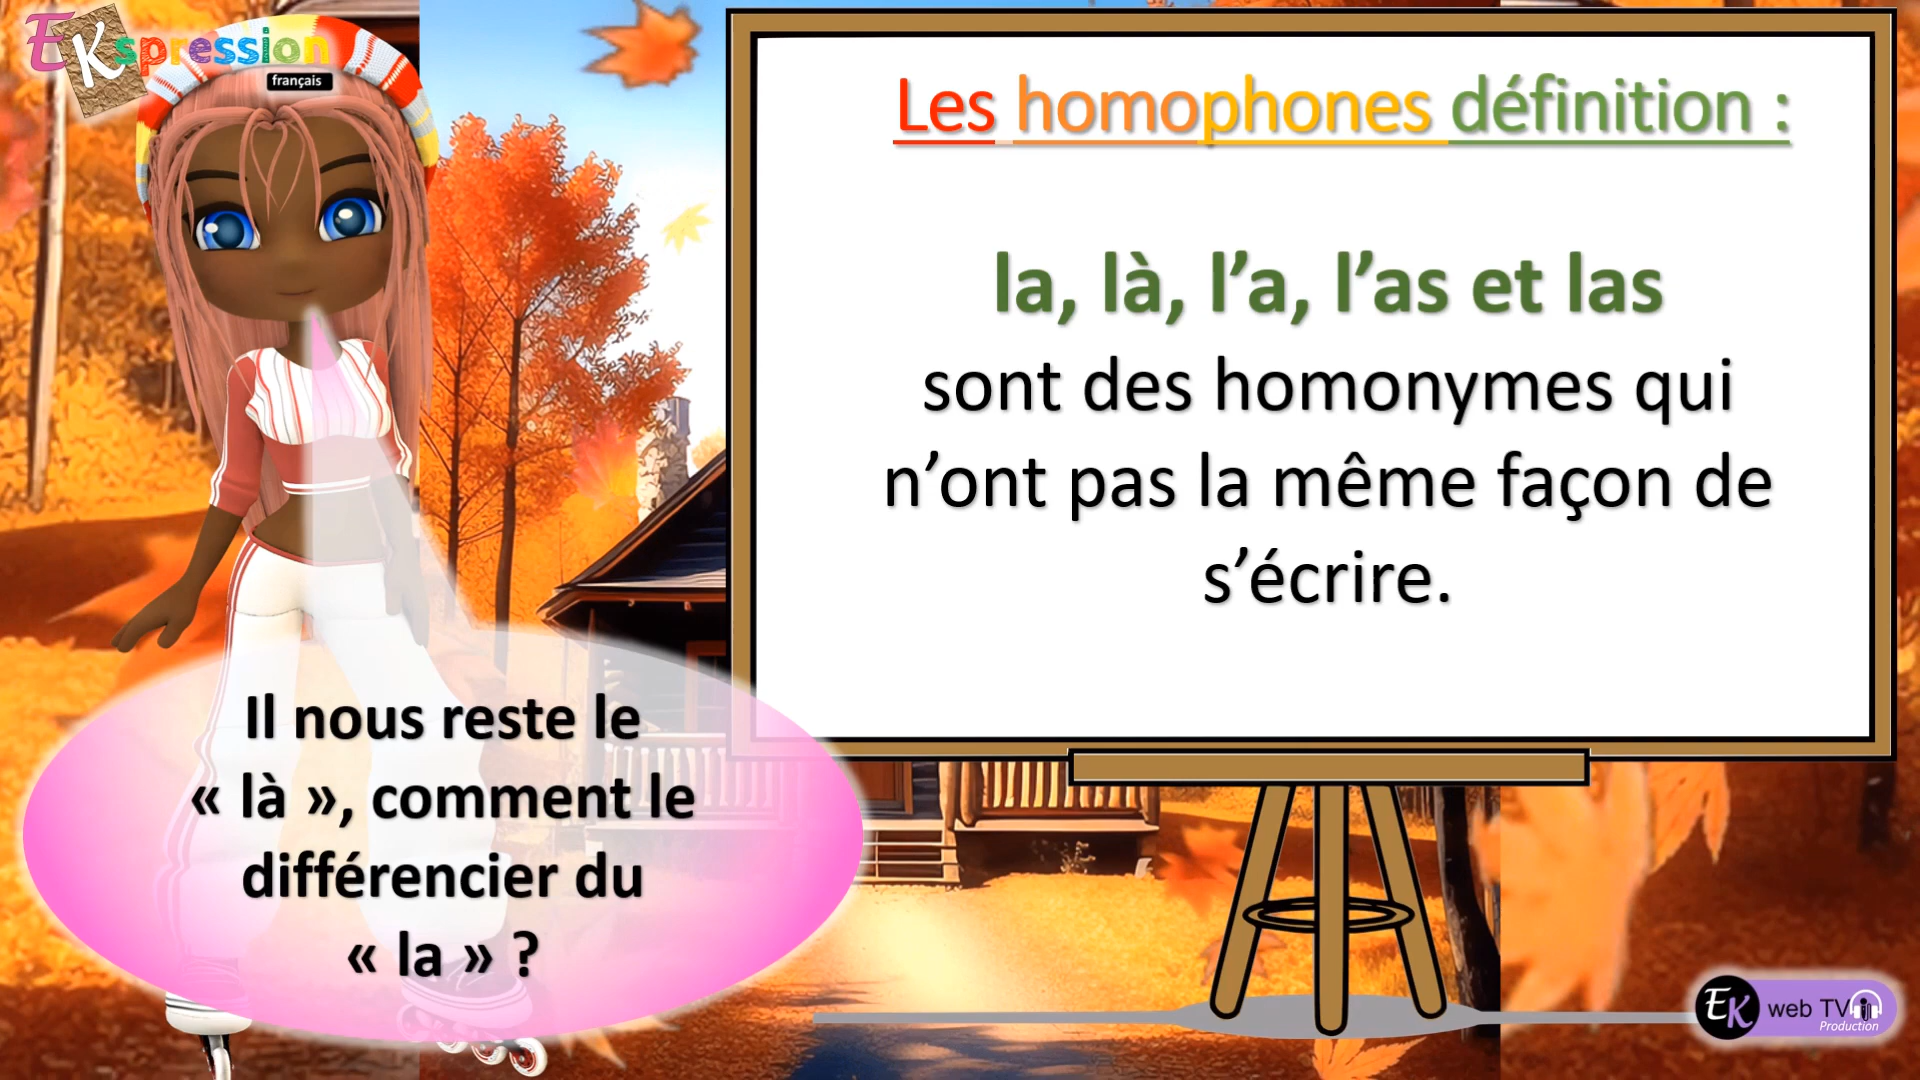 EKspression
français
Les homophones définition :
la, là, l’a, l’as et las
sont des homonymes qui
n’ont pas la même façon de
s’écrire.
Il nous reste le
« là », comment le
différencier du
« la » ?
EK web TV
Production